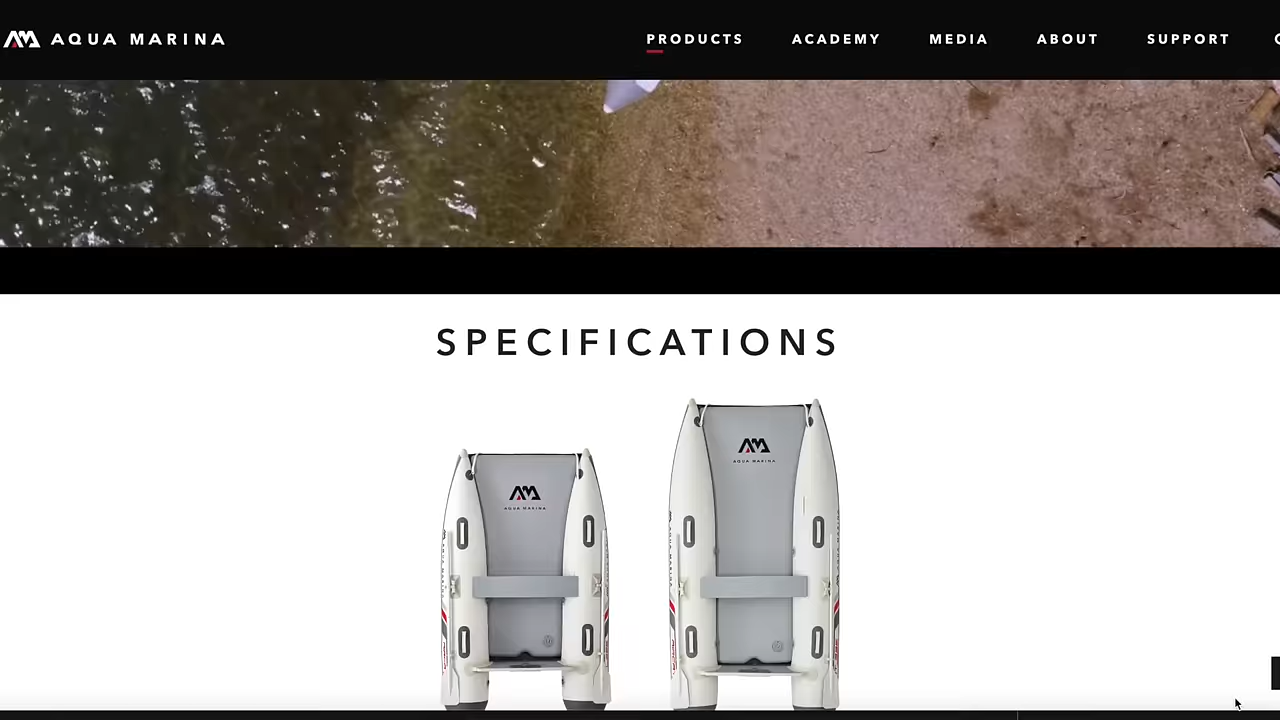 AQUA MARINA
PRODUCTS
ACADEMY
MEDIA
ABOUT
SUPPORT
SPECIFICATIONS
AQUA MARINA
AQUA MARINA